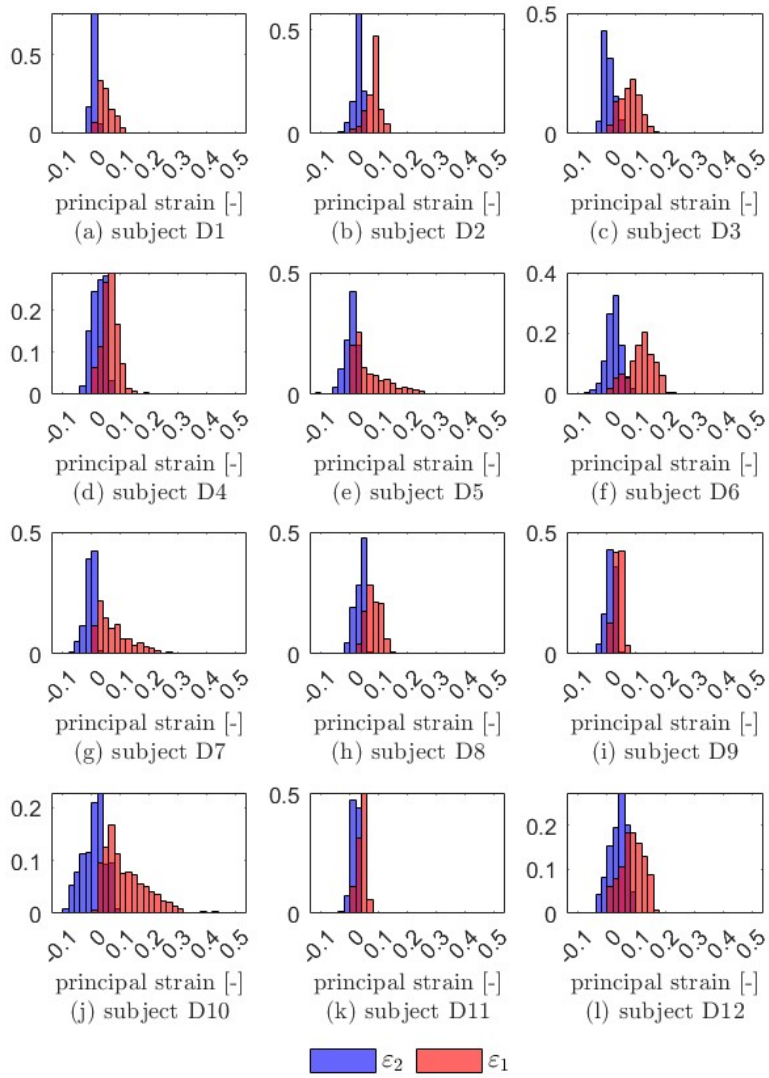 0.5
0
-0.1 0 0.1 0.2 0.3 0.4 0.5
principal strain [-]
(a) subject D1
0.5
0
-0.1 0 0.1 0.2 0.3 0.4 0.5
principal strain [-]
(b) subject D2
0.5
0
-0.1 0 0.1 0.2 0.3 0.4 0.5
principal strain [-]
(c) subject D3
0.2
0.1
0
-0.1 0 0.1 0.2 0.3 0.4 0.5
principal strain [-]
(d) subject D4
0.5
0
-0.1 0 0.1 0.2 0.3 0.4 0.5
principal strain [-]
(e) subject D5
0.4
0.2
0
-0.1 0 0.1 0.2 0.3 0.4 0.5
principal strain [-]
(f) subject D6
0.5
0
-0.1 0 0.1 0.2 0.3 0.4 0.5
principal strain [-]
(g) subject D7
0.5
0
-0.1 0 0.1 0.2 0.3 0.4 0.5
principal strain [-]
(h) subject D8
0.5
0
-0.1 0 0.1 0.2 0.3 0.4 0.5
principal strain [-]
(i) subject D9
0.2
0.1
0
-0.1 0 0.1 0.2 0.3 0.4 0.5
principal strain [-]
(j) subject D10
0.5
0
-0.1 0 0.1 0.2 0.3 0.4 0.5
principal strain [-]
(k) subject D11
0.2
0.1
0
-0.1 0 0.1 0.2 0.3 0.4 0.5
principal strain [-]
(l) subject D12
ε₂ ε₁